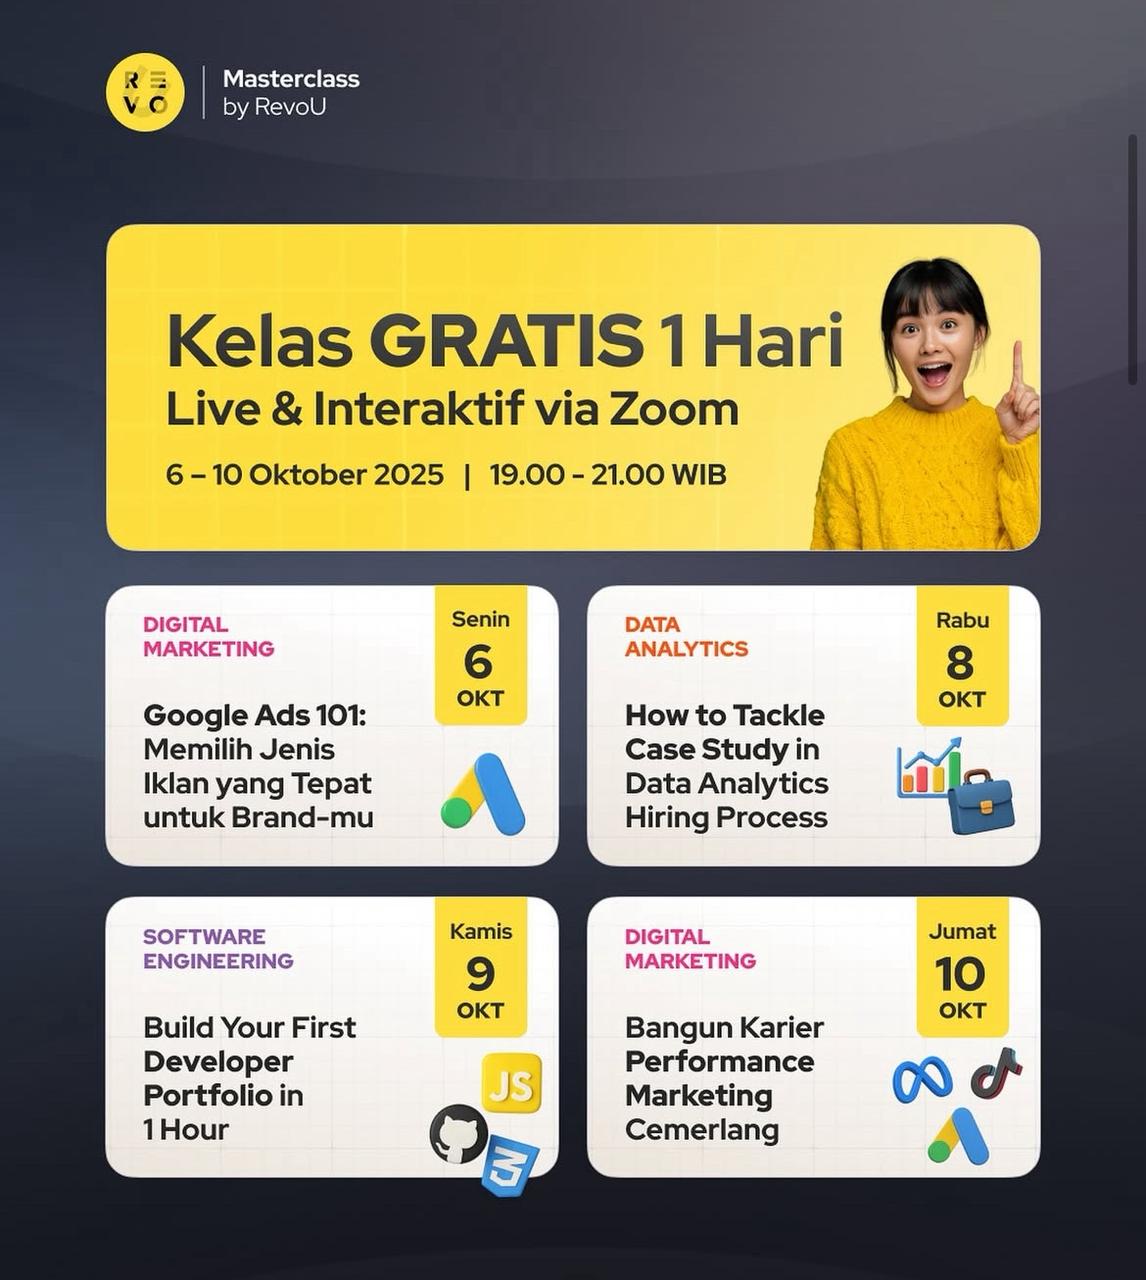 RE
VO
Masterclass
by RevoU
Kelas GRATIS 1 Hari
Live & Interaktif via Zoom
6 – 10 Oktober 2025 | 19.00 - 21.00 WIB
DIGITAL
MARKETING
Senin
6
OKT
Google Ads 101:
Memilih Jenis
Iklan yang Tepat
untuk Brand-mu
DATA
ANALYTICS
Rabu
8
OKT
How to Tackle
Case Study in
Data Analytics
Hiring Process
SOFTWARE
ENGINEERING
Kamis
9
OKT
Build Your First
Developer
Portfolio in
1 Hour
JS
3
DIGITAL
MARKETING
Jumat
10
OKT
Bangun Karier
Performance
Marketing
Cemerlang